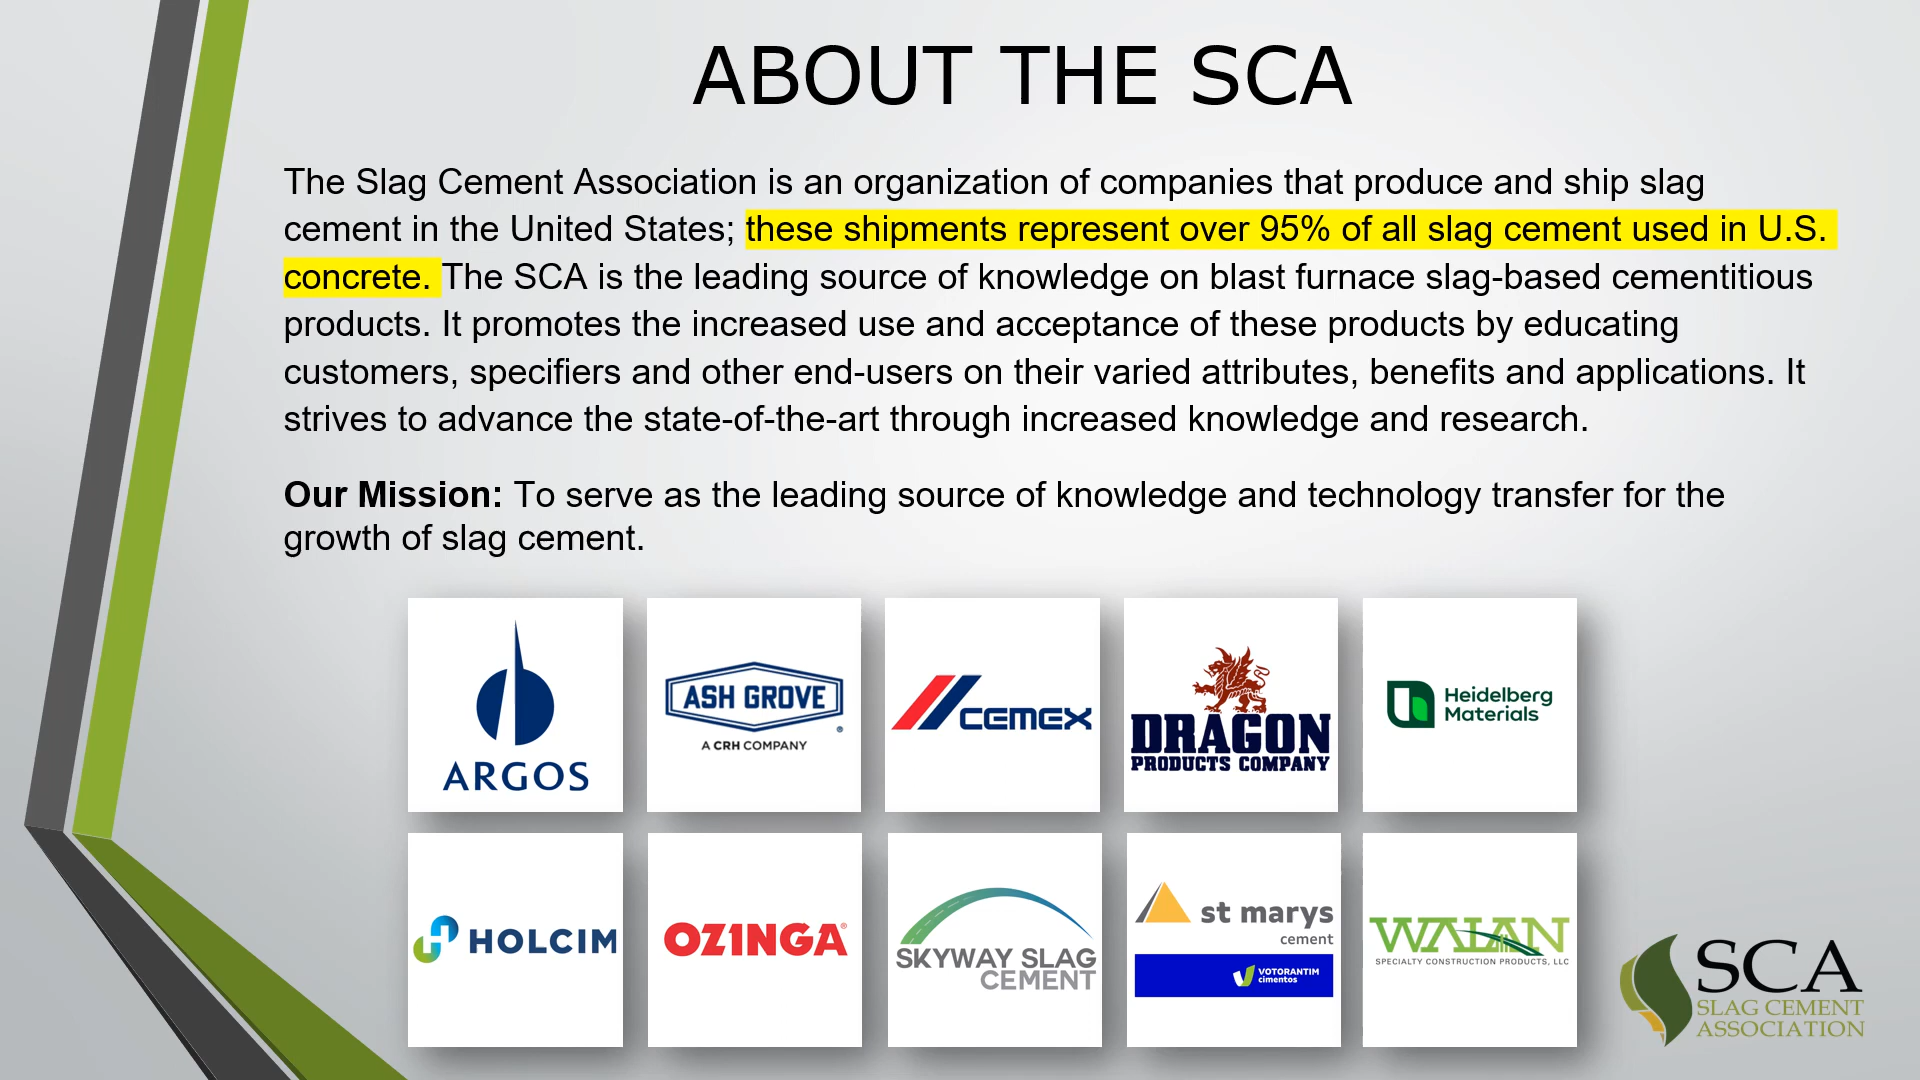 ABOUT THE SCA
The Slag Cement Association is an organization of companies that produce and ship slag
cement in the United States; these shipments represent over 95% of all slag cement used in U.S.
concrete. The SCA is the leading source of knowledge on blast furnace slag-based cementitious
products. It promotes the increased use and acceptance of these products by educating
customers, specifiers and other end-users on their varied attributes, benefits and applications. It
strives to advance the state-of-the-art through increased knowledge and research.
Our Mission: To serve as the leading source of knowledge and technology transfer for the
growth of slag cement.
ARGOS
ASH GROVE
®
A CRH COMPANY
CEMEX
DRAGON
PRODUCTS COMPANY
Heidelberg
Materials
HOLCIM
OZINGA®
SKYWAY SLAG
CEMENT
st marys
cement
VOTORANTIM
cimentos
WALAN
SPECIALTY CONSTRUCTION PRODUCTS, LLC
SCA
SLAG CEMENT
ASSOCIATION